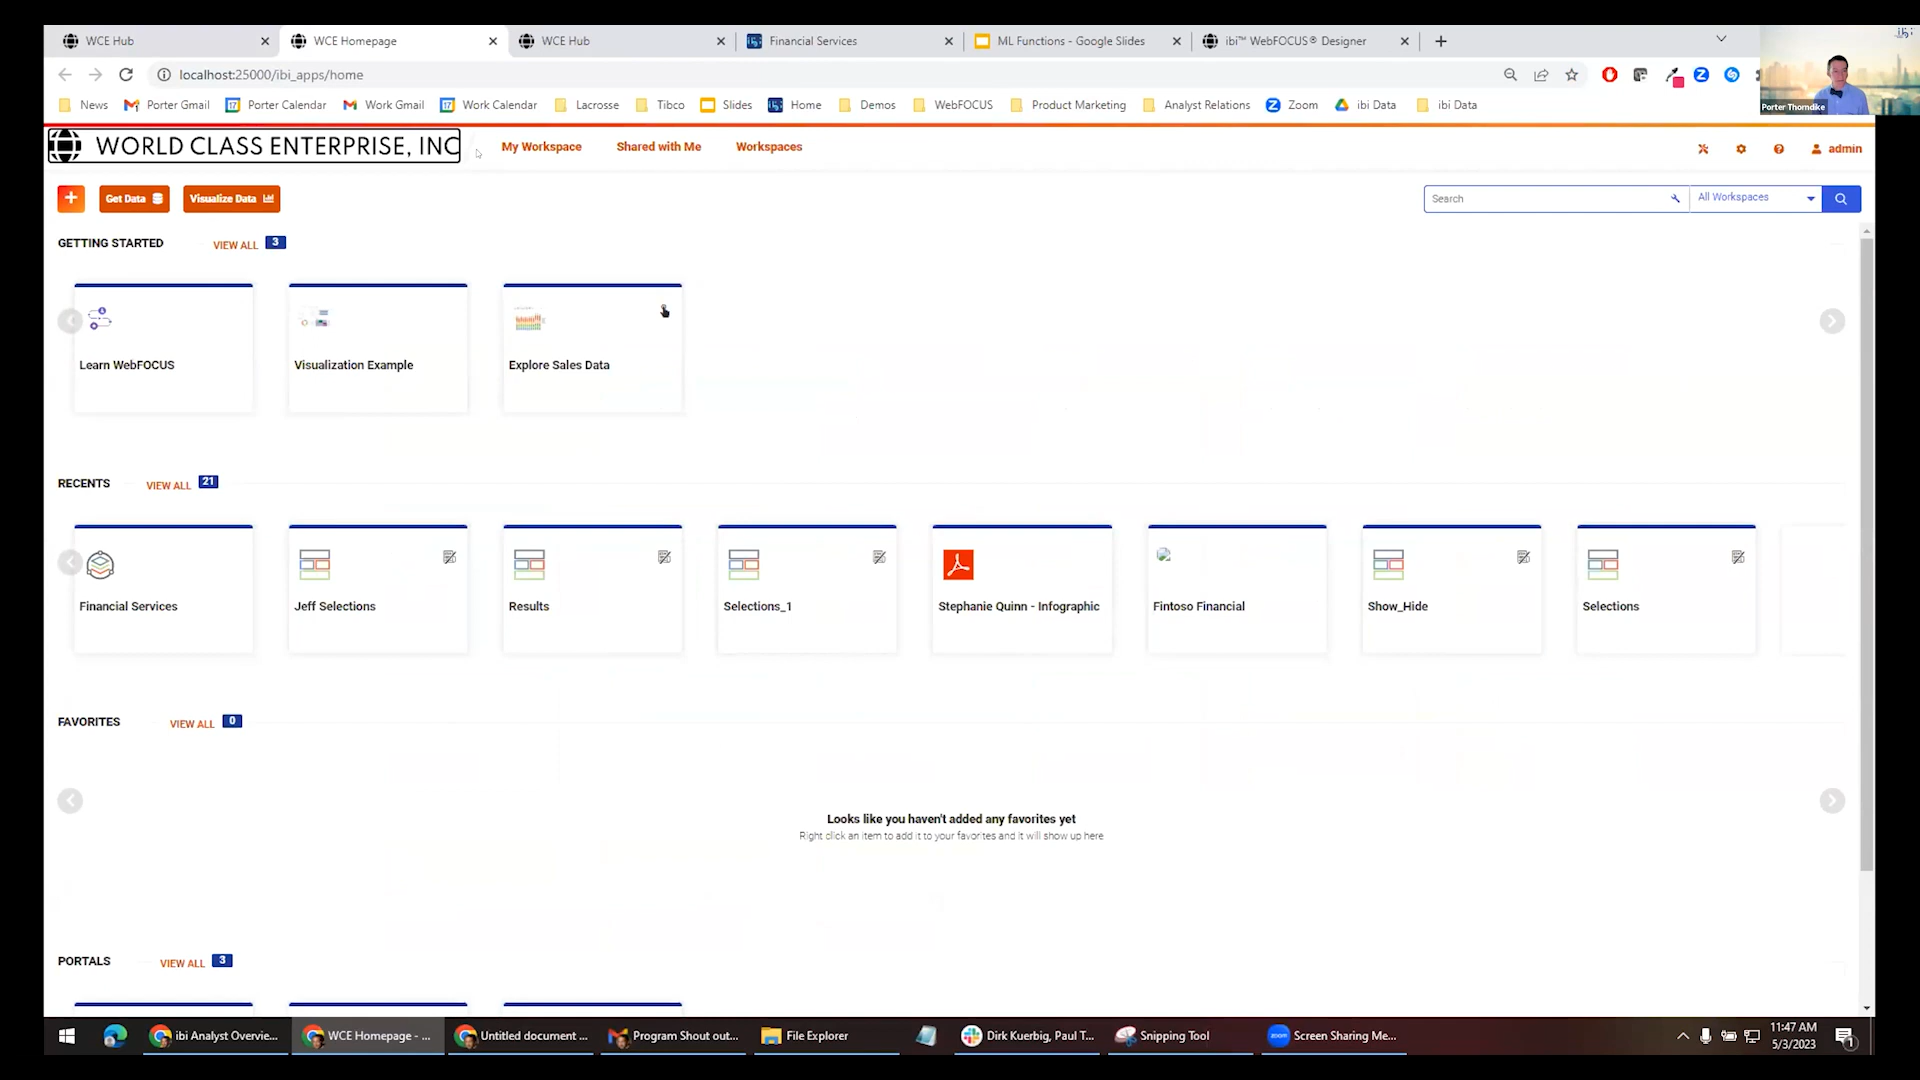 WCE Hub
WCE Homepage
WCE Hub
Financial Services
ML Functions - Google Slides
ibi™ WebFOCUS® Designer
localhost:25000/ibi_apps/home
News
Porter Gmail
Porter Calendar
Work Gmail
Work Calendar
Lacrosse
Tibco
Slides
Home
Demos
WebFOCUS
Product Marketing
Analyst Relations
Zoom
ibi Data
ibi Data
Porter Thorndike
WORLD CLASS ENTERPRISE, INC
My Workspace
Shared with Me
Workspaces
admin
Get Data
Visualize Data
Search
All Workspaces
GETTING STARTED
VIEW ALL
3
Learn WebFOCUS
Visualization Example
Explore Sales Data
RECENTS
VIEW ALL
21
Financial Services
Jeff Selections
Results
Selections_1
Stephanie Quinn - Infographic
Fintoso Financial
Show_Hide
Selections
FAVORITES
VIEW ALL
0
Looks like you haven't added any favorites yet
Right click an item to add it to your favorites and it will show up here
PORTALS
VIEW ALL
3
ibi Analyst Overvie...
WCE Homepage - ...
Untitled document ...
Program Shout out...
File Explorer
Dirk Kuerbig, Paul T...
Snipping Tool
zoom
Screen Sharing Me...
11:47 AM
5/3/2023
1